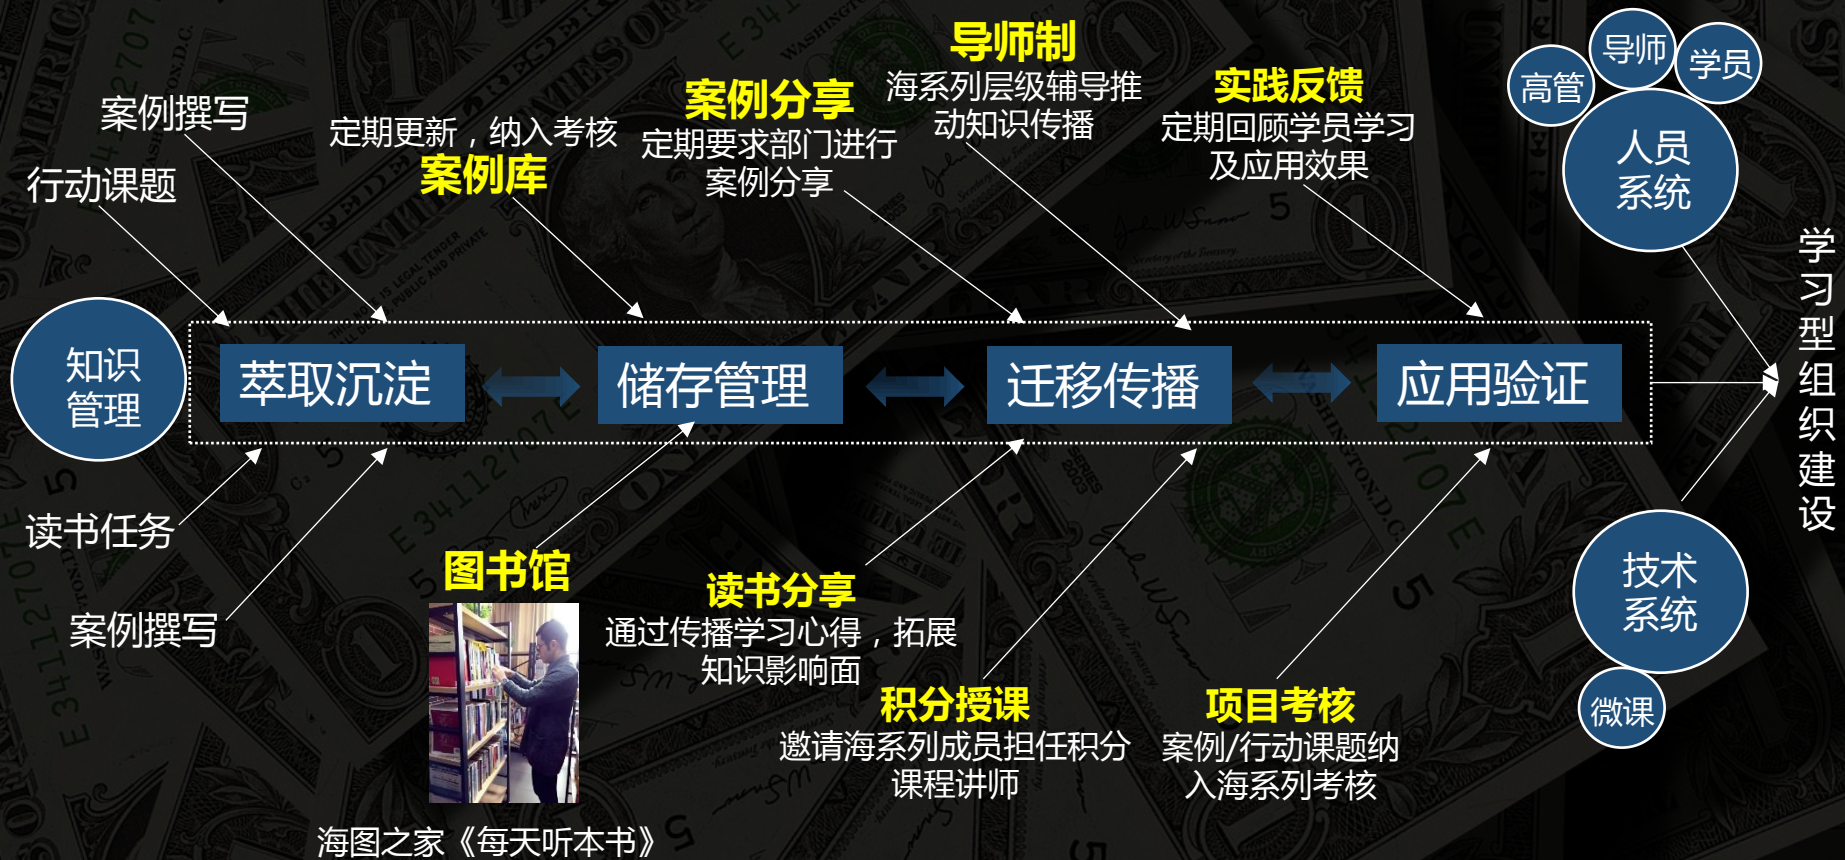 导师制
海系列层级辅导推
动知识传播
导师
学员
高管
案例分享
定期要求部门进行
案例分享
实践反馈
定期回顾学员学习
及应用效果
案例撰写
定期更新，纳入考核
案例库
行动课题
人员
系统
学习型组织建设
知识
管理
萃取沉淀
储存管理
迁移传播
应用验证
读书任务
案例撰写
图书馆
海图之家《每天听本书》
读书分享
通过传播学习心得，拓展
知识影响面
积分授课
邀请海系列成员担任积分
课程讲师
项目考核
案例/行动课题纳
入海系列考核
技术
系统
微课